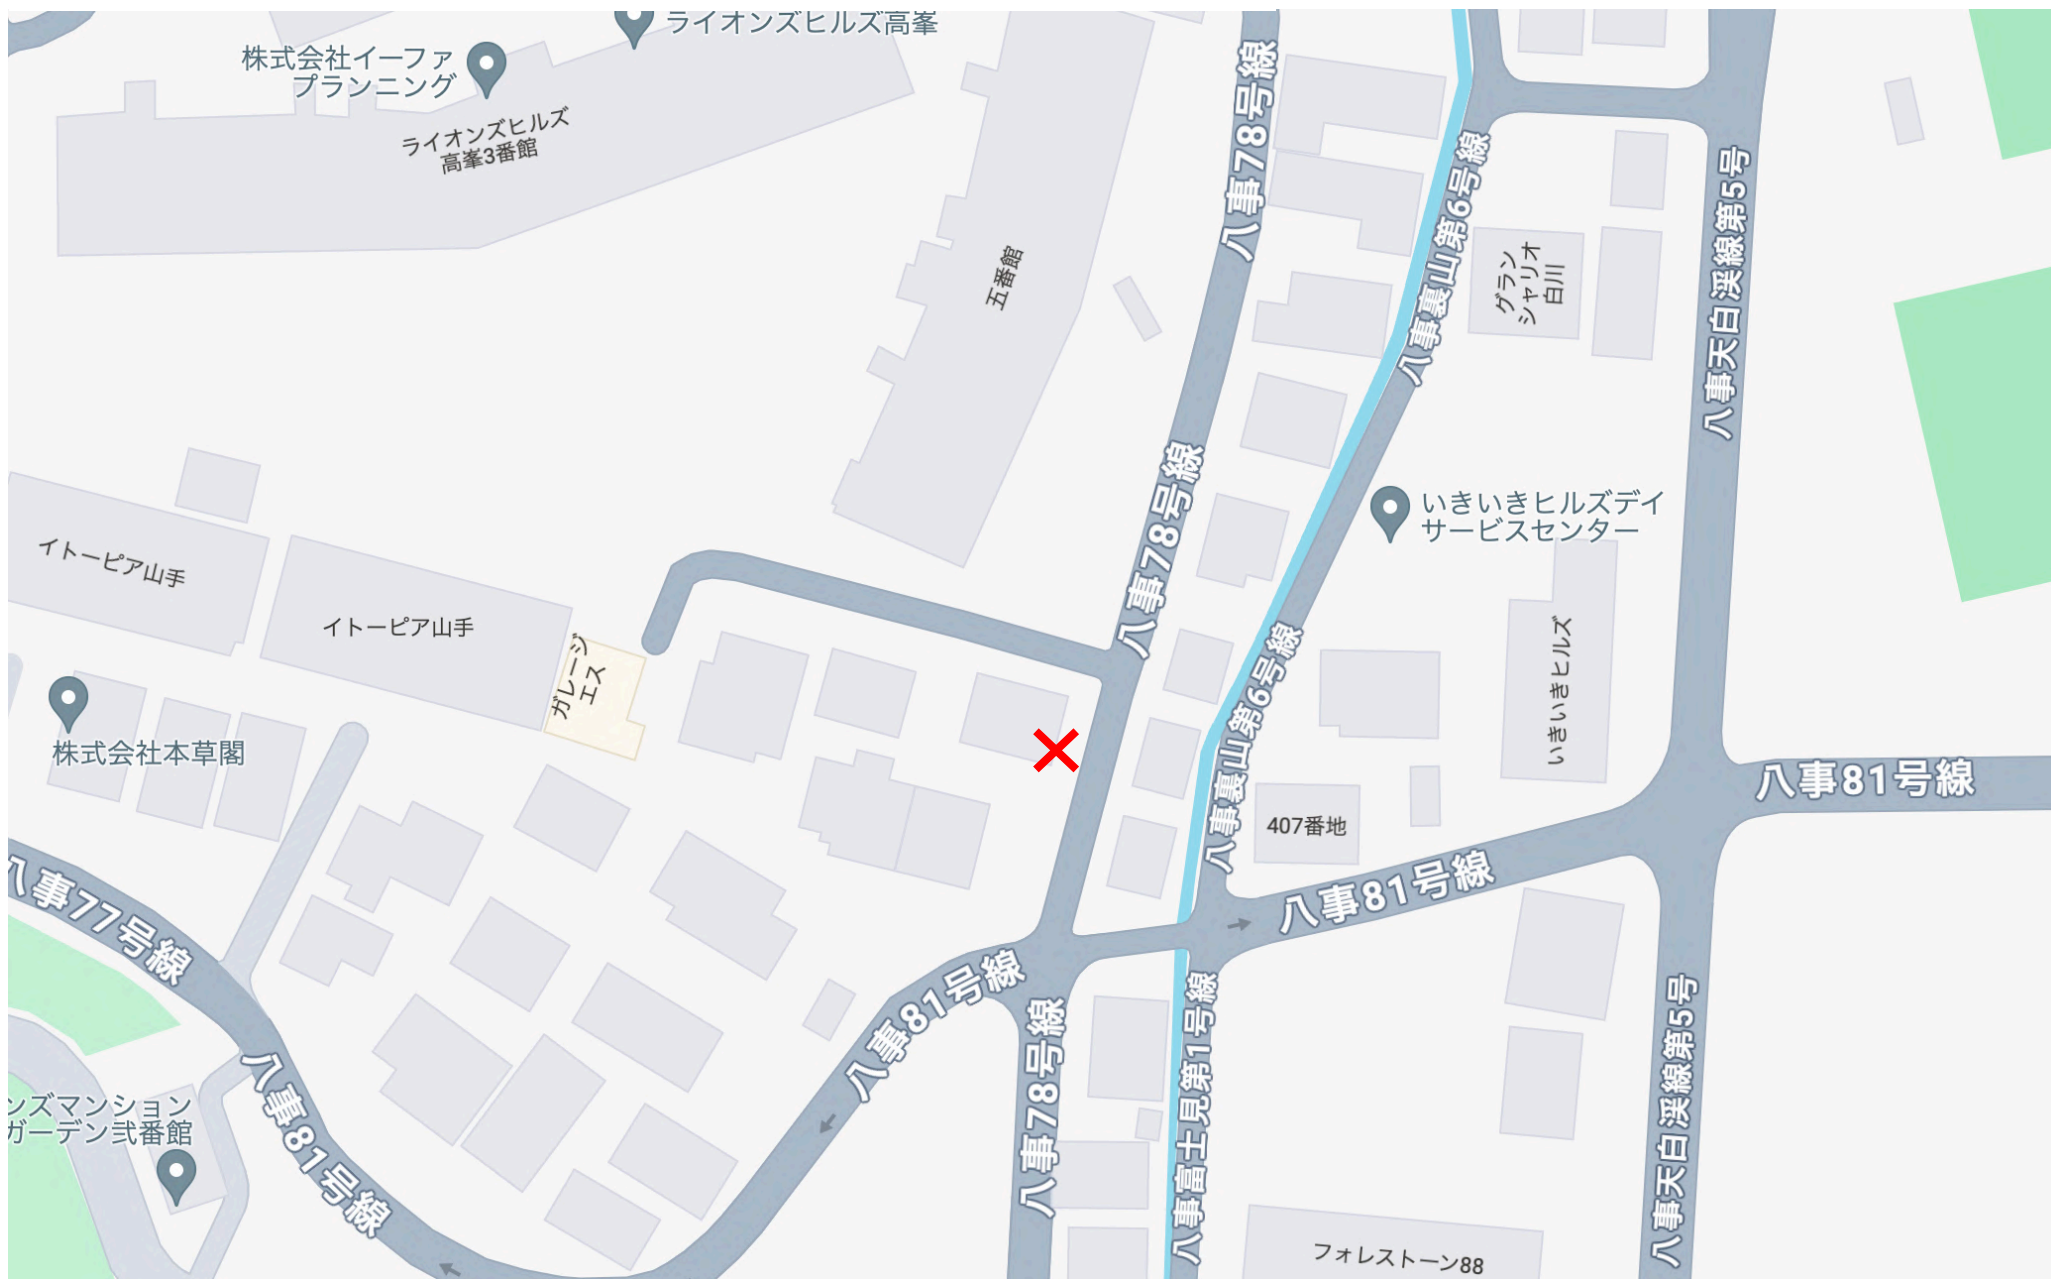 ライオンズヒルズ高峯
株式会社イーファ
プランニング
ライオンズヒルズ
高峯3番館
五番館
八事78号線
八事裏山第6号線
グラン
シャリオ
白川
八事天白渓線第5号
八事78号線
いきいきヒルズデイ
サービスセンター
イトーピア山手
イトーピア山手
ガレージ
エス
株式会社本草閣
八事裏山第6号線
いきいきヒルズ
407番地
八事81号線
八事81号線
八事77号線
八事81号線
八事78号線
八事富士見第1号線
八事天白渓線第5号
八事81号線
ンズマンション
ガーデン弐番館
フォレストーン88